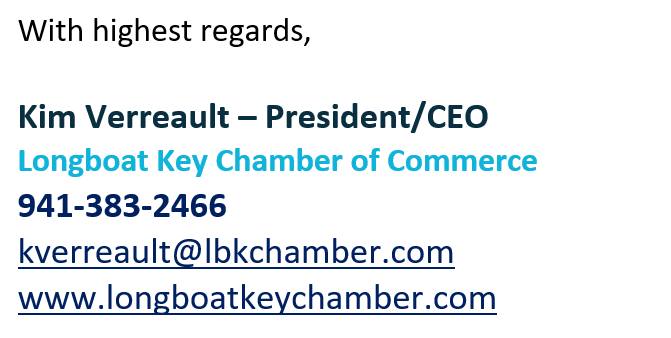 With highest regards,
Kim Verreault – President/CEO
Longboat Key Chamber of Commerce
941-383-2466
kverreault@lbkchamber.com
www.longboatkeychamber.com